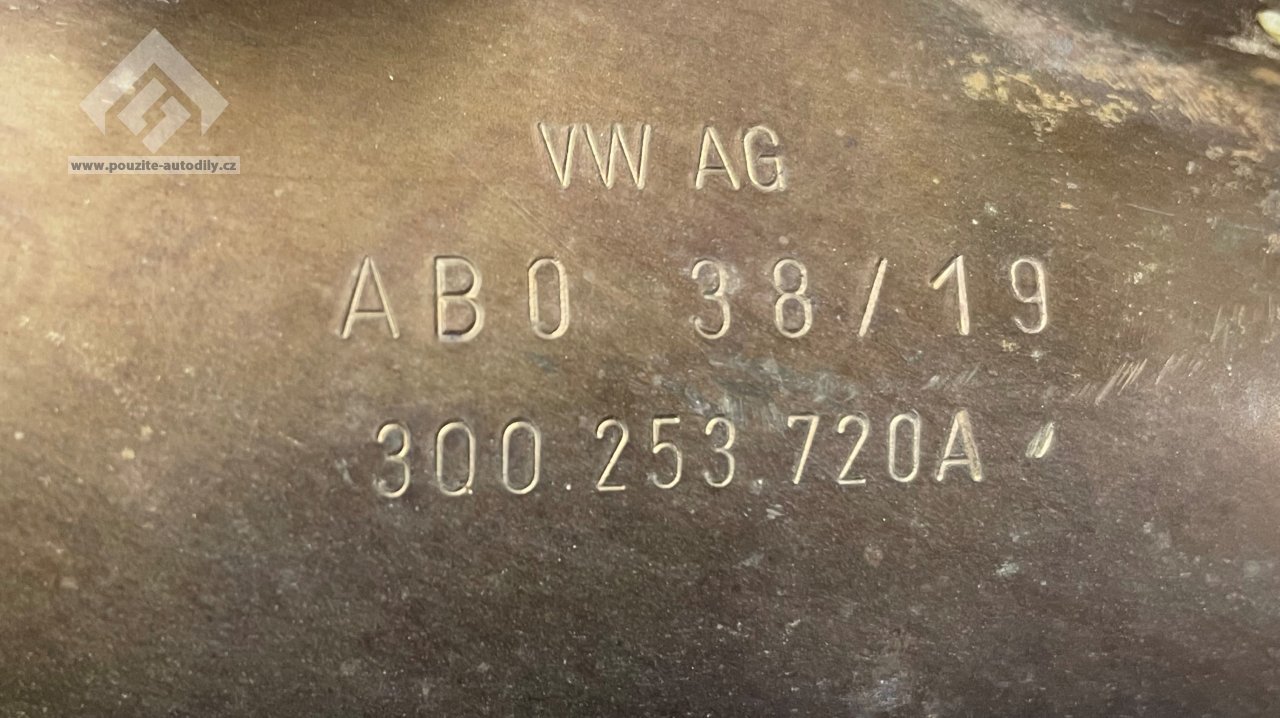 www.pouzite-autodily.cz
VW AG
AB0 38/19
3Q0.253.720A